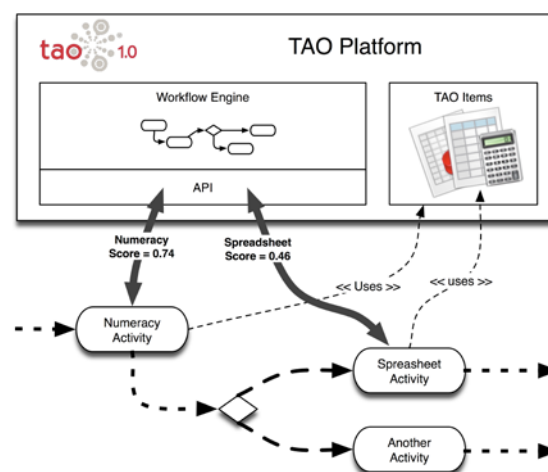 tao 1.0
TAO Platform
Workflow Engine
TAO Items
API
Numeracy
Score = 0.74
Spreadsheet
Score = 0.46
<< Uses >>
<< uses >>
Numeracy
Activity
Spreasheet
Activity
Another
Activity